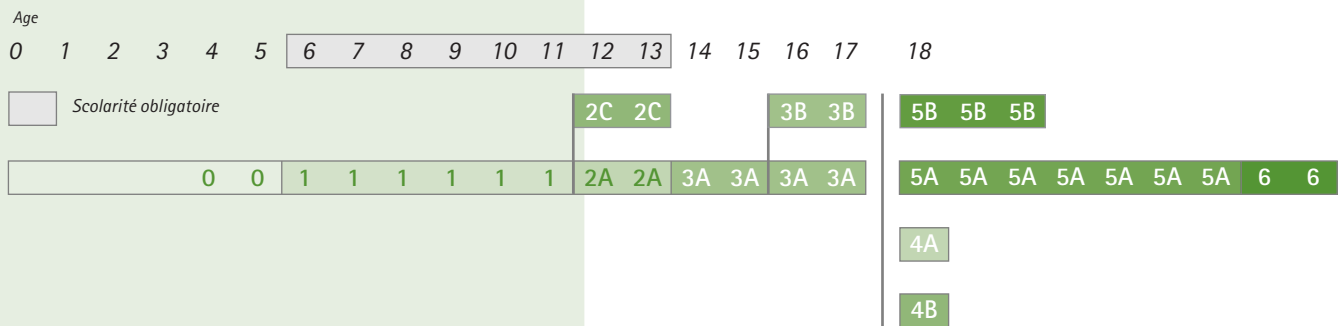 Age
0 1 2 3 4 5 6 7 8 9 10 11 12 13 14 15 16 17 18
Scolarité obligatoire
2C 2C 3B 3B 5B 5B 5B
0 0 1 1 1 1 1 1 2A 2A 3A 3A 3A 3A 5A 5A 5A 5A 5A 5A 5A 6 6
4A
4B